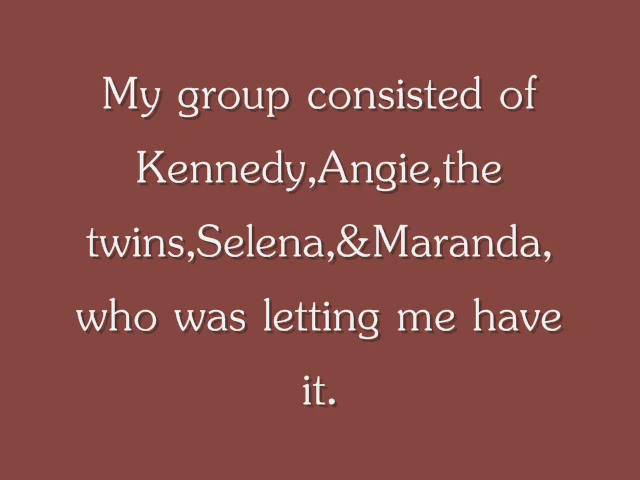 My group consisted of
Kennedy,Angie,the
twins,Selena,&Maranda,
who was letting me have
it.